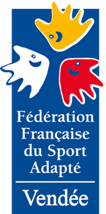 Fédération
Française
du Sport
Adapté
Vendée